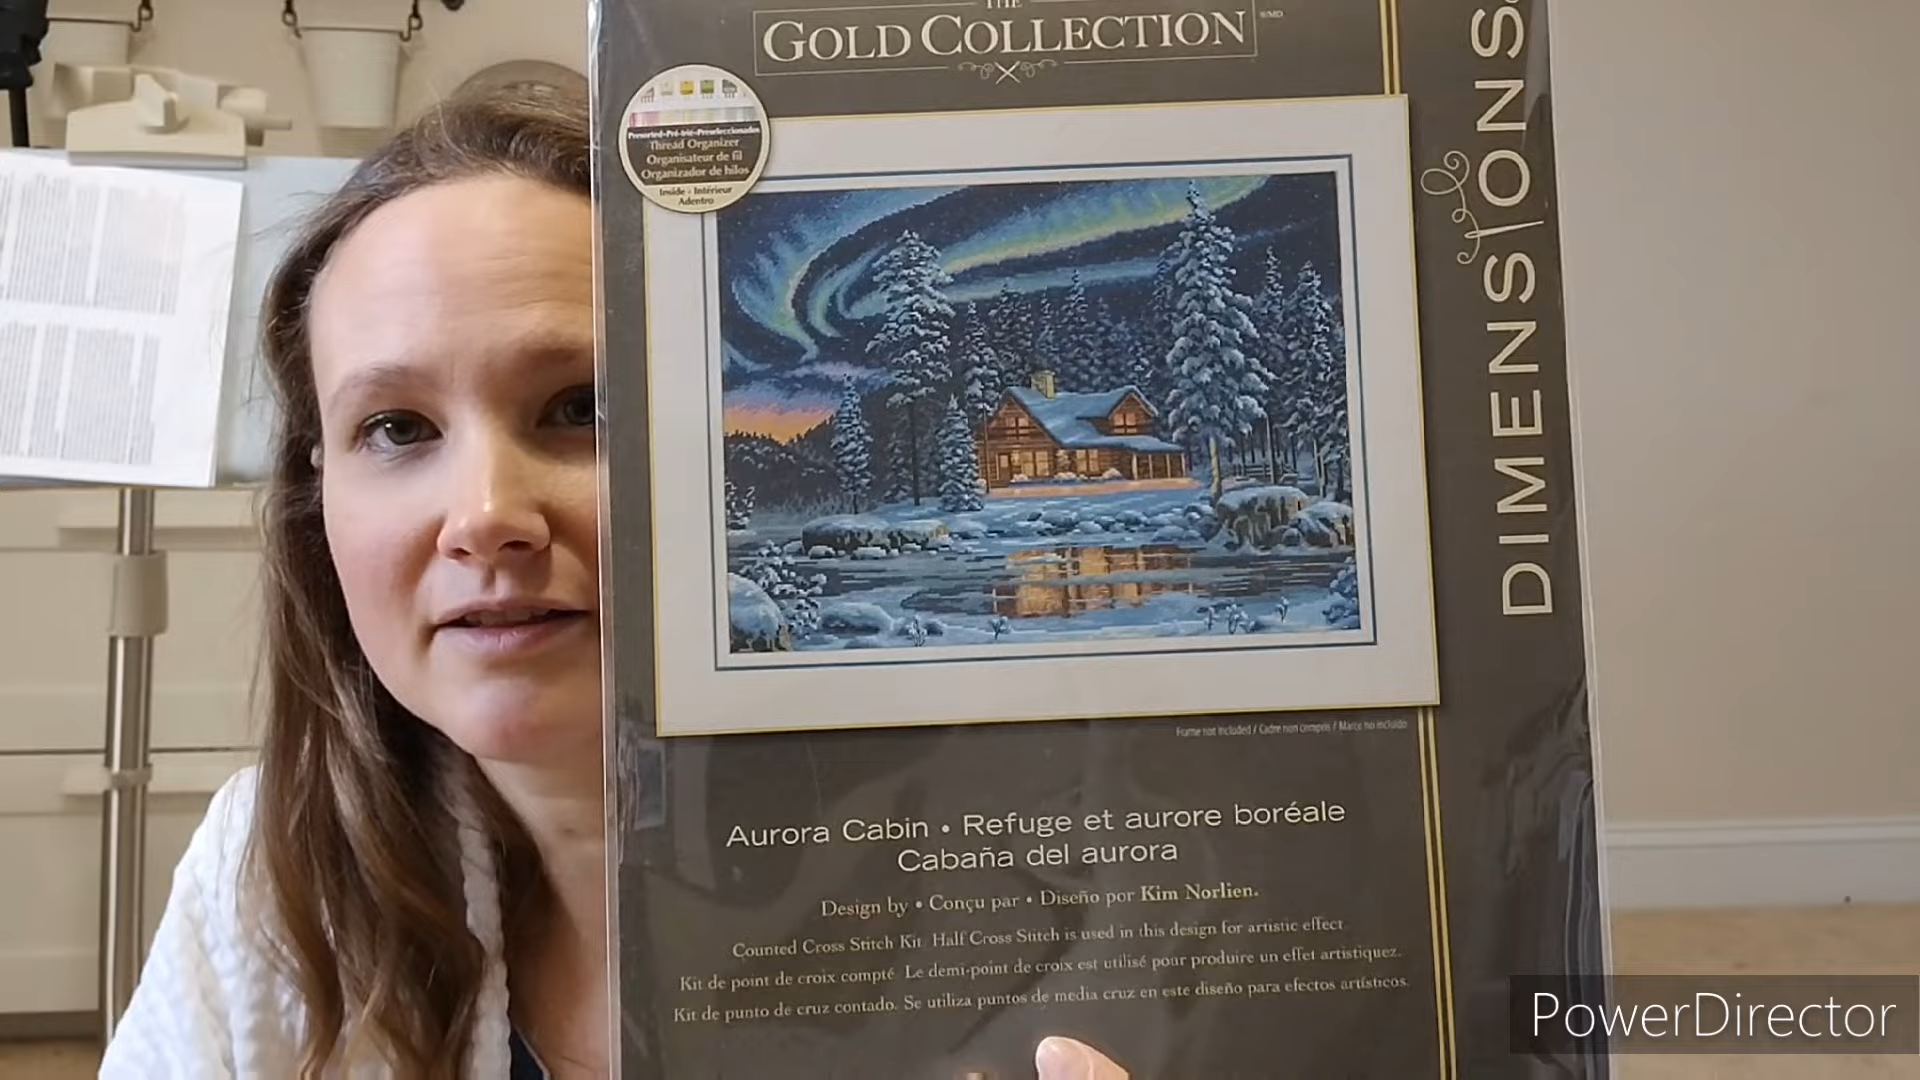 THE
GOLD COLLECTION
Presorted-Pré-trié-Preseleccionados
Thread Organizer
Organisateur de fil
Organizador de hilos
Inside - Intérieur
Adentro
DIMENSIONS
Frame not included / Cadre non compris / Marco no incluido
Aurora Cabin • Refuge et aurore boréale
Cabaña del aurora
Design by • Conçu par • Diseño por Kim Norlien.
Counted Cross Stitch Kit. Half Cross Stitch is used in this design for artistic effect.
Kit de point de croix compté. Le demi-point de croix est utilisé pour produire un effet artistiquez.
Kit de punto de cruz contado. Se utiliza puntos de media cruz en este diseño para efectos artísticos.
PowerDirector